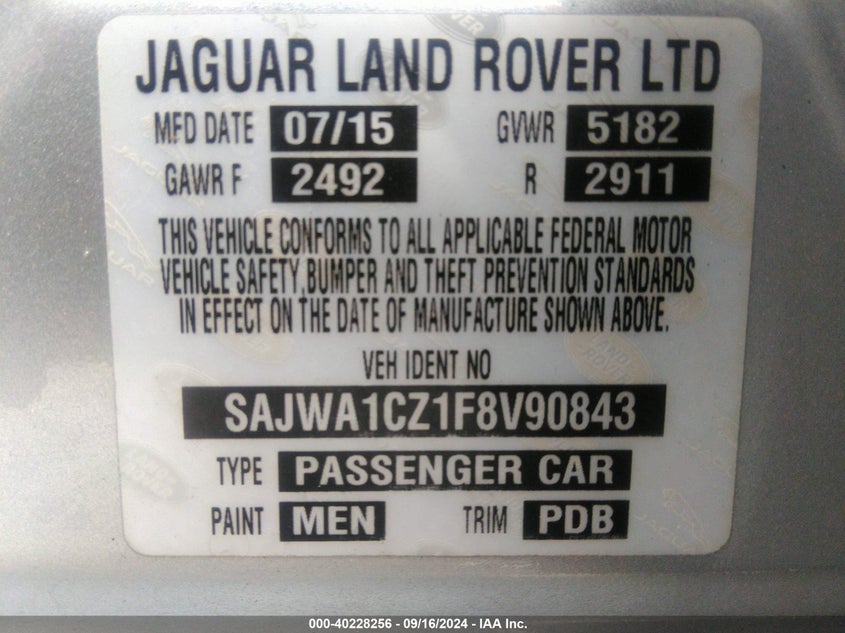 JAGUAR LAND ROVER LTD
MFD DATE 07/15 GVWR 5182
GAWR F 2492 R 2911
THIS VEHICLE CONFORMS TO ALL APPLICABLE FEDERAL MOTOR
VEHICLE SAFETY, BUMPER AND THEFT PREVENTION STANDARDS
IN EFFECT ON THE DATE OF MANUFACTURE SHOWN ABOVE.
VEH IDENT NO
SAJWA1CZ1F8V90843
TYPE PASSENGER CAR
PAINT MEN TRIM PDB
000-40228256 - 09/16/2024 - IAA Inc.